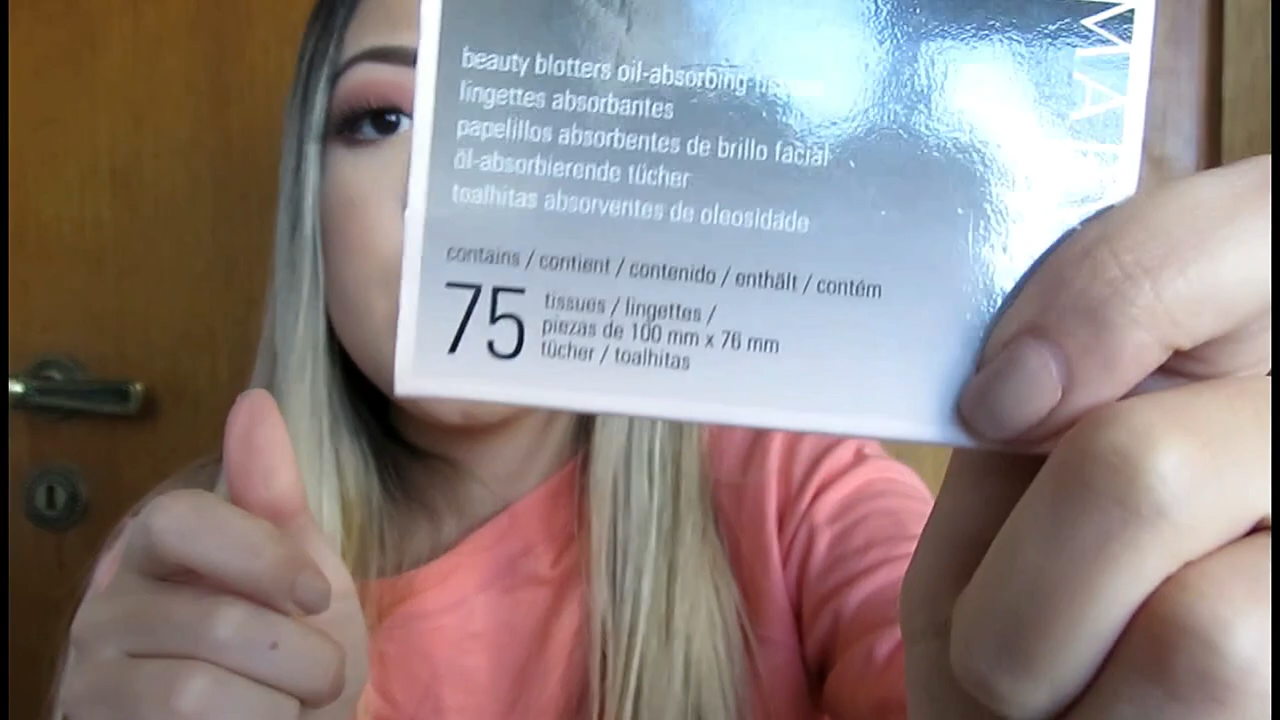 beauty blotters oil-absorbing
lingettes absorbantes
papelillos absorbentes de brillo facial
öl-absorbierende tücher
toalhitas absorventes de oleosidade
contains / contient / contenido / enthält / contém
75
tissues / lingettes /
piezas de 100 mm x 76 mm
tücher / toalhitas